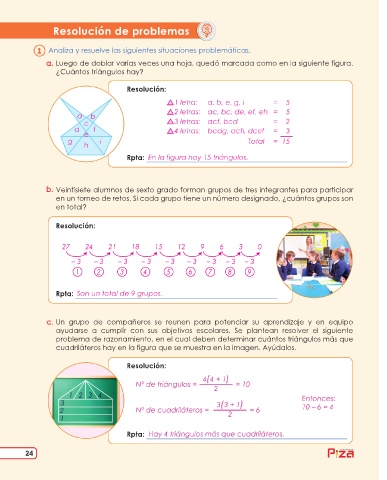 Resolución de problemas
1 Analiza y resuelve las siguientes situaciones problemáticas.
a. Luego de doblar varias veces una hoja, quedó marcada como en la siguiente figura.
¿Cuántos triángulos hay?
Resolución:
a b
c
d f
e
g i
h
1 letra: a, b, e, g, i = 5
2 letras: ac, bc, de, ef, eh = 5
3 letras: acf, bcd = 2
4 letras: = 3
Total = 15
Rpta: En la figura hay 15 triángulos.
b. Veintisiete alumnos de sexto grado forman grupos de tres integrantes para participar
en un torneo de retos. Si cada grupo tiene un número designado, ¿cuántos grupos son
en total?
Resolución:
27 24 21 18 15 12 9 6 3 0
– 3 – 3 – 3 – 3 – 3 – 3 – 3 – 3 – 3
1 2 3 4 5 6 7 8 9
Rpta: Son un total de 9 grupos.
c. Un grupo de compañeros se reunen para potenciar su aprendizaje y en equipo
ayudarse a cumplir con sus objetivos escolares. Se plantean resolver el siguiente
problema de razonamiento, en el cual deben determinar cuántos triángulos más que
cuadriláteros hay en la figura que se muestra en la imagen. Ayúdalos.
Resolución:
1 2 3 4
3
2
1
Nº de triángulos = 4(4 + 1) / 2 = 10
Nº de cuadriláteros = 3(3 + 1) / 2 = 6
Entonces:
10 – 6 = 4
Rpta: Hay 4 triángulos más que cuadriláteros.
24